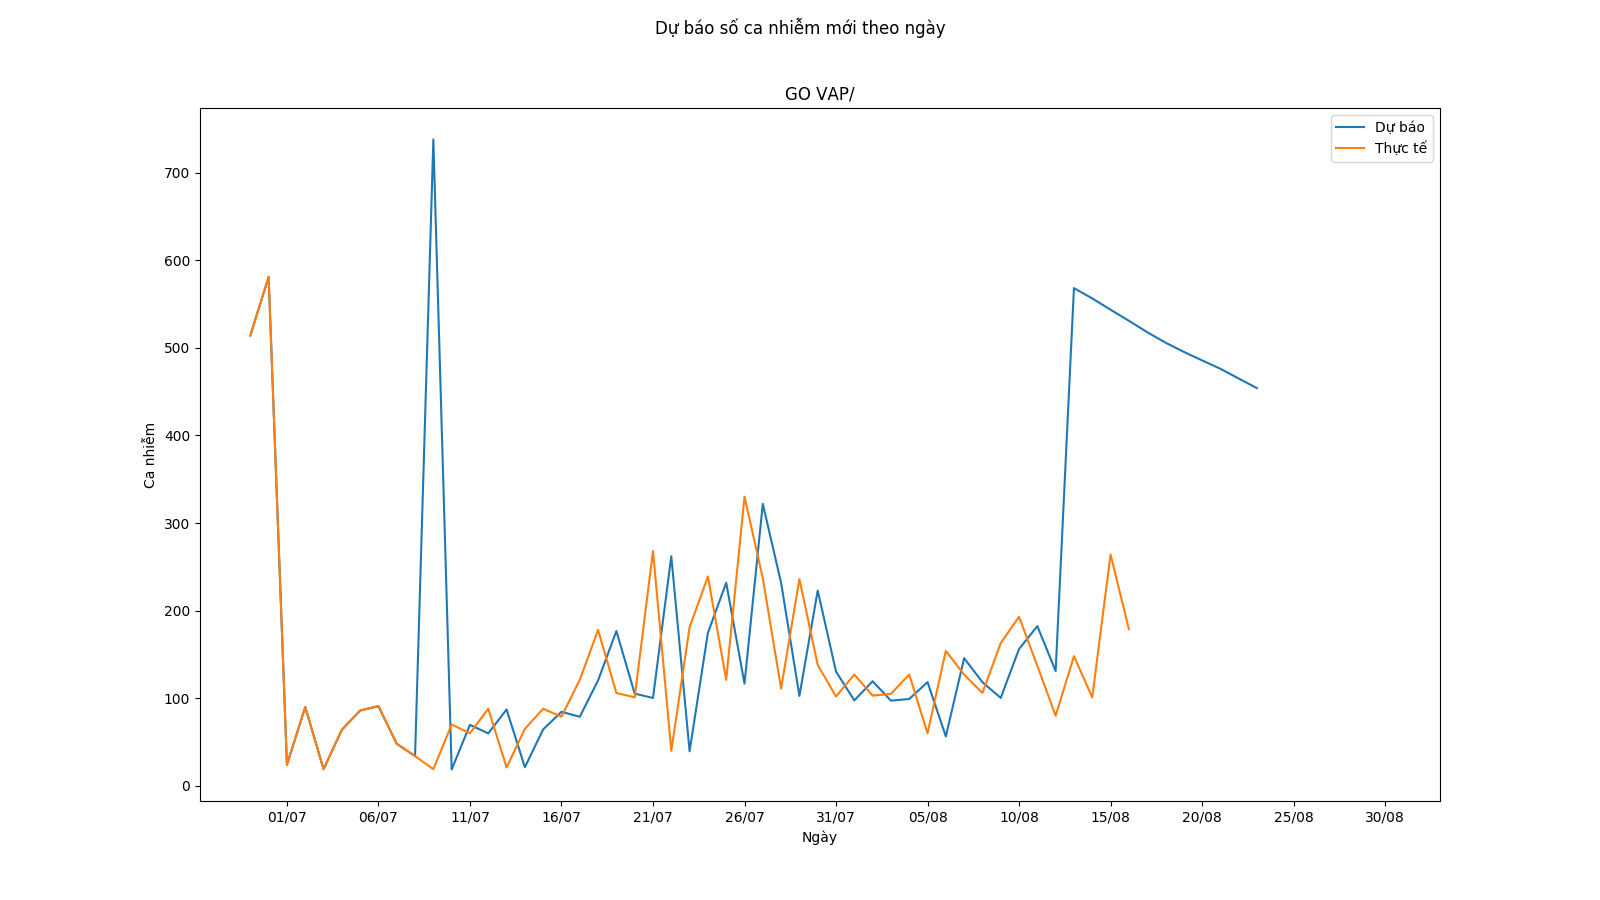 Dự báo số ca nhiễm mới theo ngày
GO VAP/
Dự báo
Thực tế
700
600
500
400
300
200
100
0
Ca nhiễm
01/07 06/07 11/07 16/07 21/07 26/07 31/07 05/08 10/08 15/08 20/08 25/08 30/08
Ngày